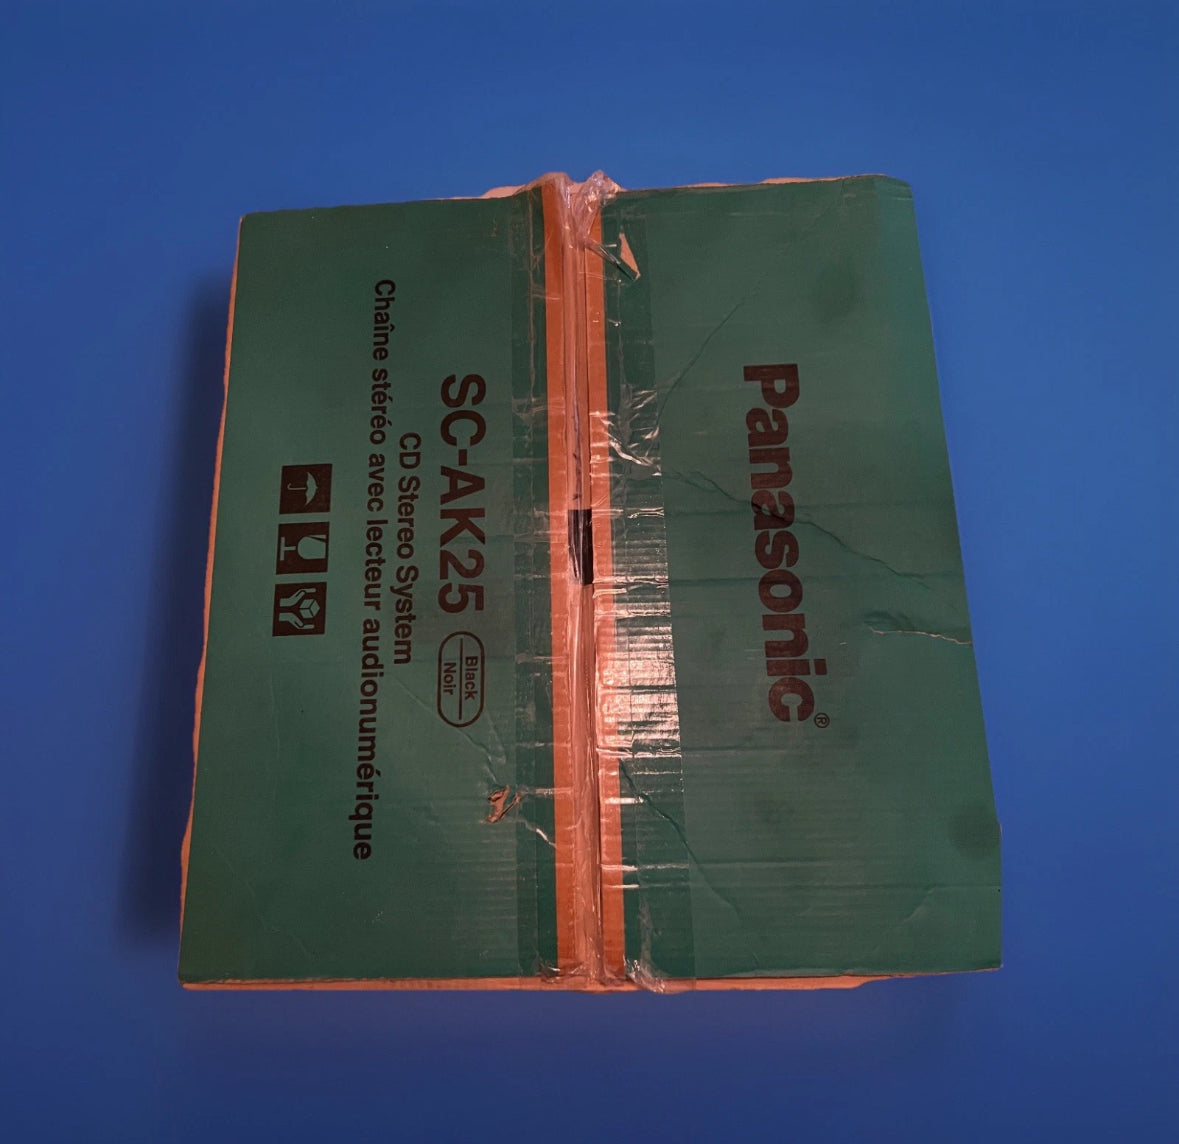 Panasonic®
SC-AK25 Black Noir
CD Stereo System
Chaîne stéréo avec lecteur audionumérique